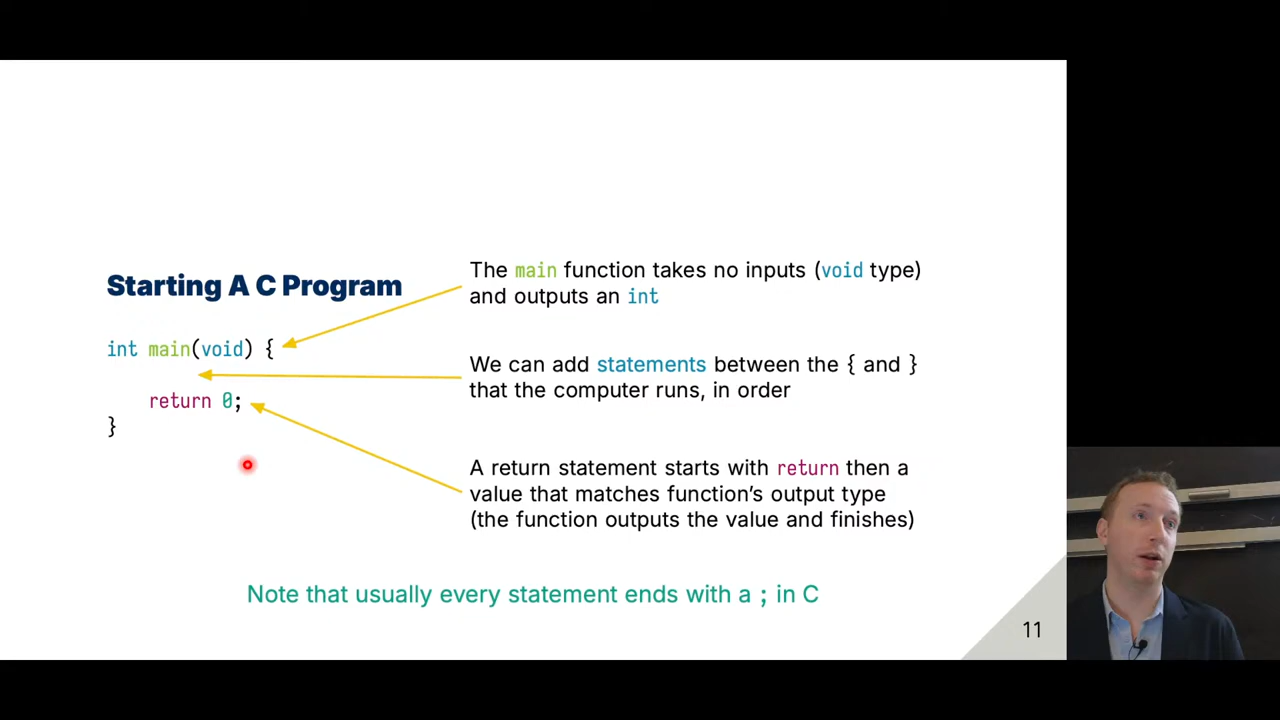 Starting A C Program
int main(void) {
return 0;
}
The main function takes no inputs (void type)
and outputs an int
We can add statements between the { and }
that the computer runs, in order
A return statement starts with return then a
value that matches function's output type
(the function outputs the value and finishes)
Note that usually every statement ends with a ; in C
11